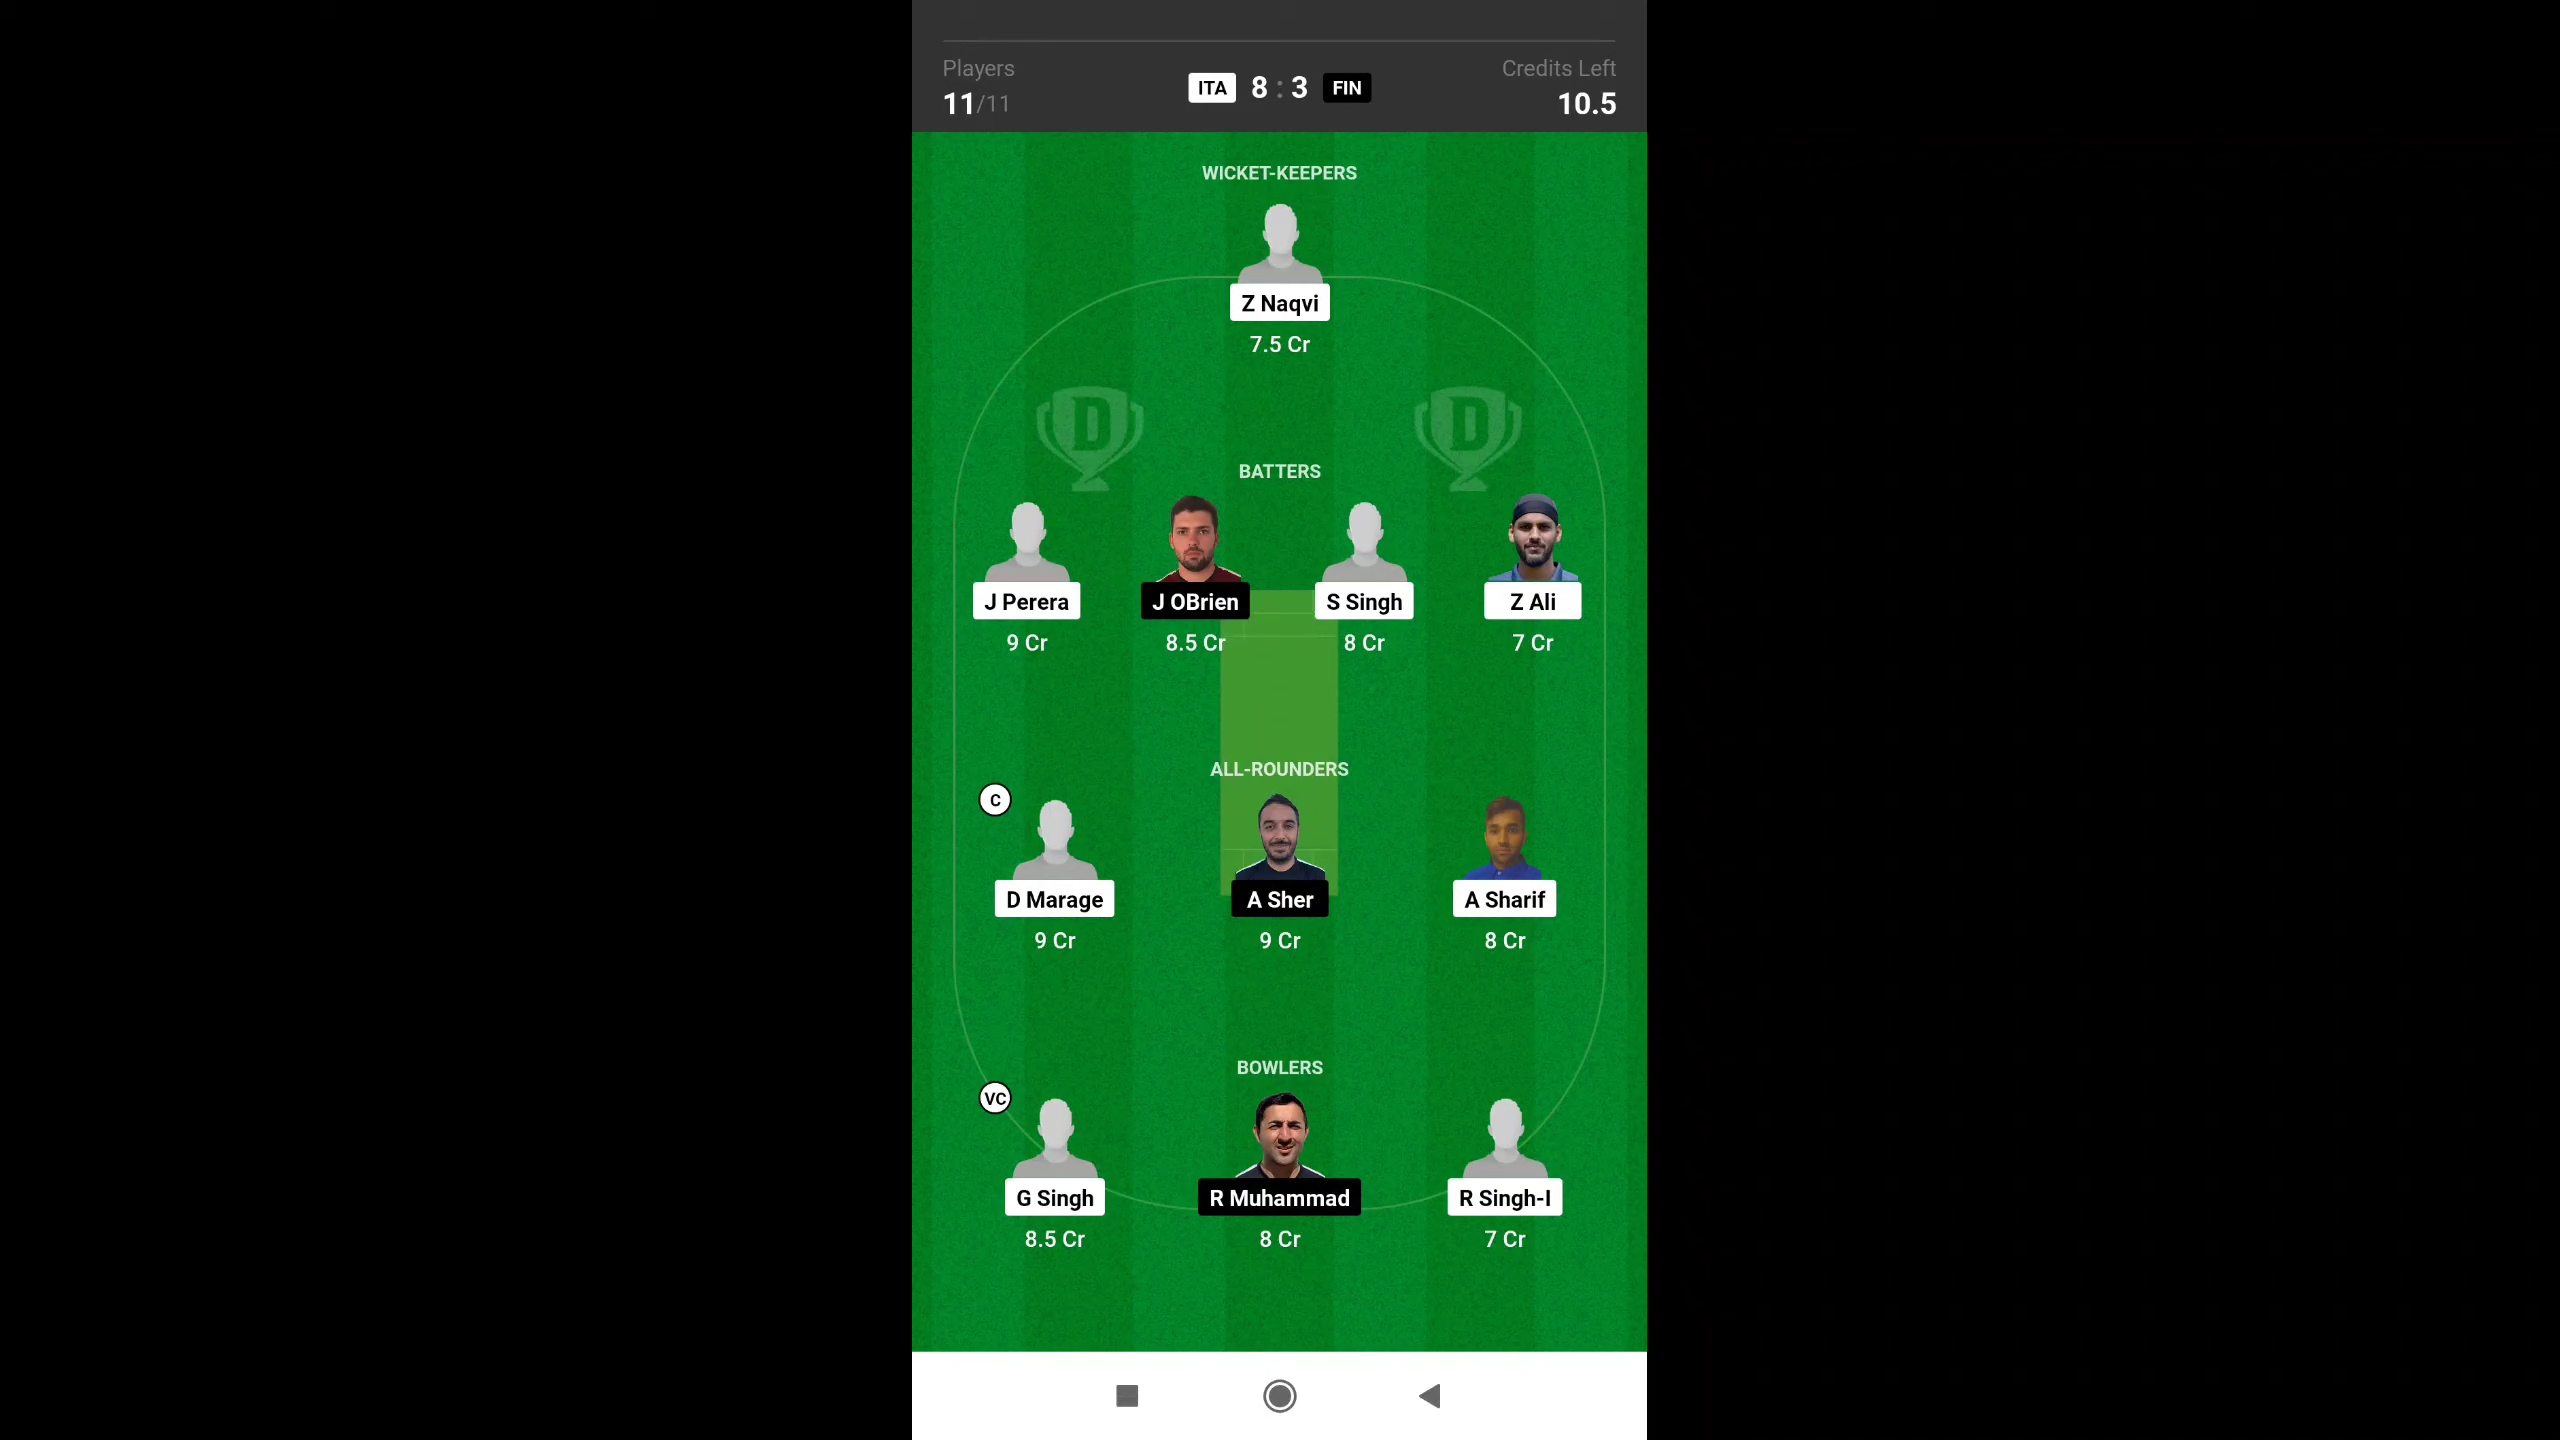 Players
11/11
ITA 8 : 3 FIN
Credits Left
10.5
WICKET-KEEPERS
Z Naqvi
7.5 Cr
D D
BATTERS
J Perera J OBrien S Singh Z Ali
9 Cr 8.5 Cr 8 Cr 7 Cr
ALL-ROUNDERS
C
D Marage A Sher A Sharif
9 Cr 9 Cr 8 Cr
BOWLERS
VC
G Singh R Muhammad R Singh-I
8.5 Cr 8 Cr 7 Cr